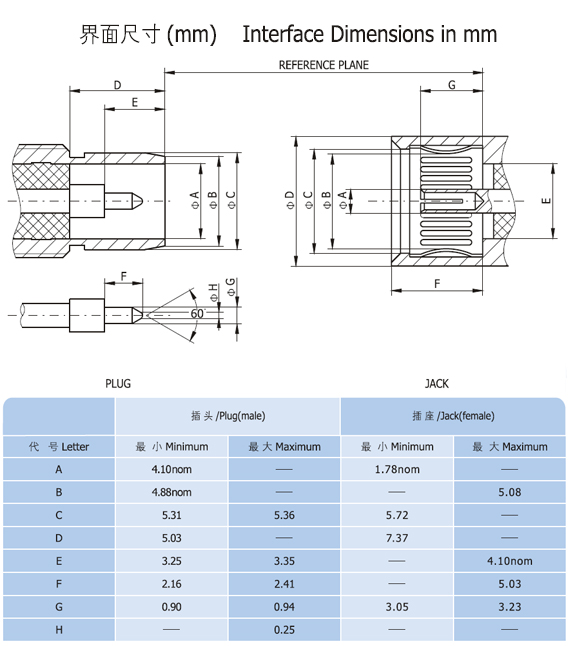 界面尺寸 (mm) Interface Dimensions in mm
REFERENCE PLANE
D
G
E
ΦA
ΦB
ΦC
ΦD
ΦC
ΦB
ΦA
E
F
F
ΦH
ΦG
60°
PLUG JACK
插 头 /Plug(male) 插 座 /Jack(female)
代 号 Letter 最 小 Minimum 最 大 Maximum 最 小 Minimum 最 大 Maximum
A 4.10nom — 1.78nom —
B 4.88nom — — 5.08
C 5.31 5.36 5.72 —
D 5.03 — 7.37 —
E 3.25 3.35 — 4.10nom
F 2.16 2.41 — 5.03
G 0.90 0.94 3.05 3.23
H — 0.25 — —